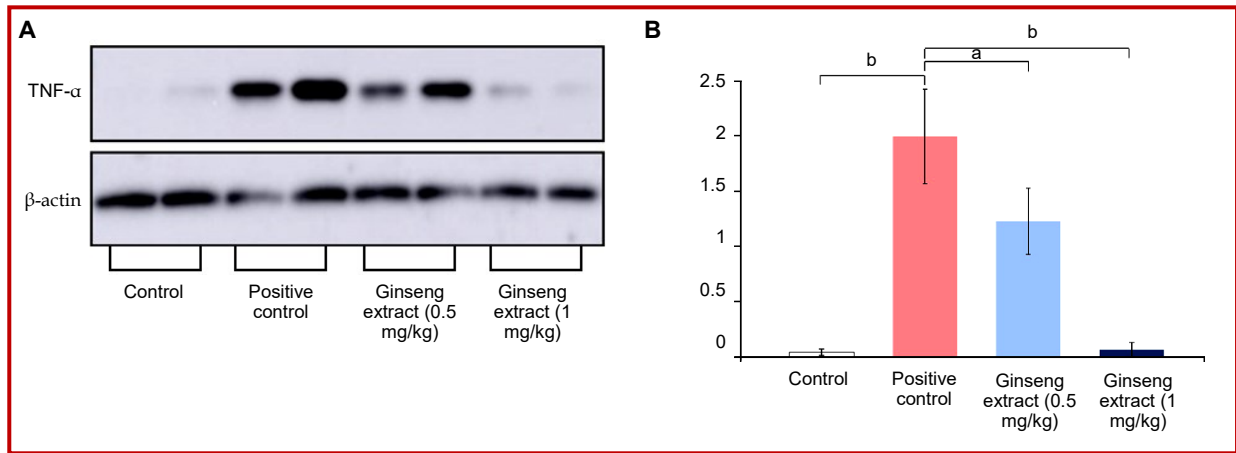 A
TNF-α
β-actin
Control
Positive
control
Ginseng
extract (0.5
mg/kg)
Ginseng
extract (1
mg/kg)
B
b
b
a
2.5
2
1.5
1
0.5
0
Control
Positive
control
Ginseng
extract (0.5
mg/kg)
Ginseng
extract (1
mg/kg)